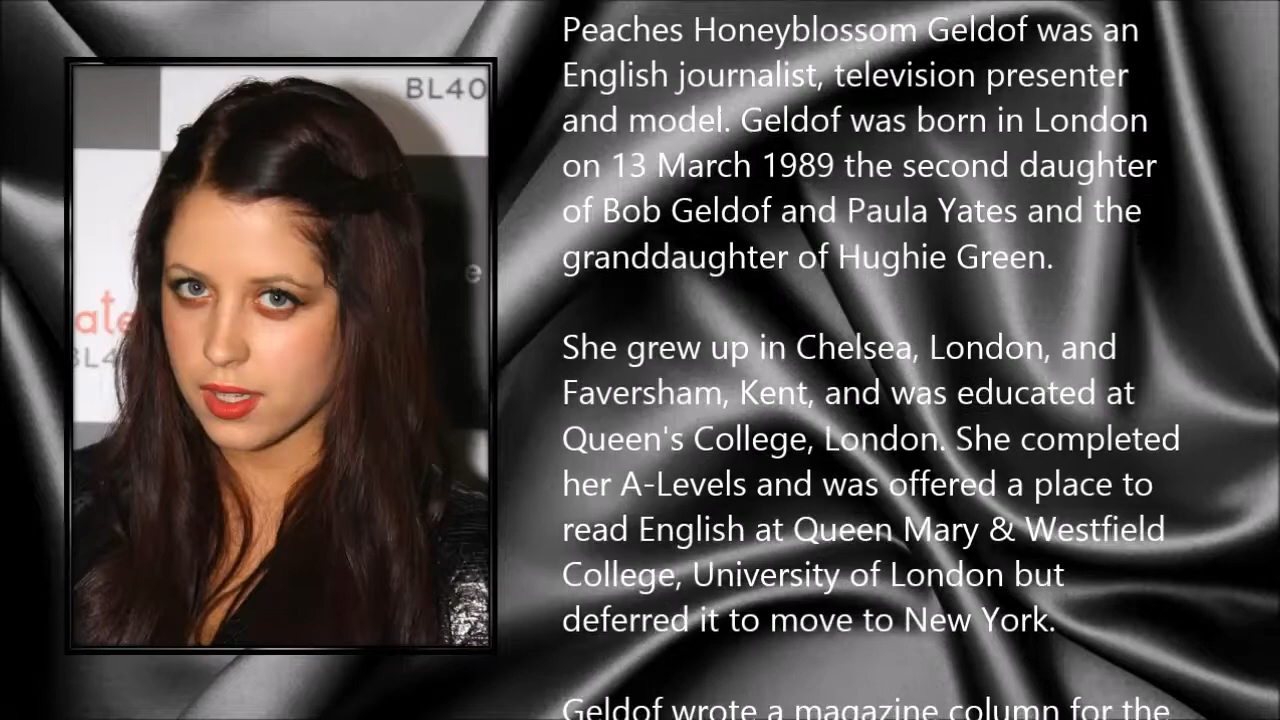 BL40
ate
Peaches Honeyblossom Geldof was an
English journalist, television presenter
and model. Geldof was born in London
on 13 March 1989 the second daughter
of Bob Geldof and Paula Yates and the
granddaughter of Hughie Green.
She grew up in Chelsea, London, and
Faversham, Kent, and was educated at
Queen's College, London. She completed
her A-Levels and was offered a place to
read English at Queen Mary & Westfield
College, University of London but
deferred it to move to New York.
Geldof wrote a magazine column for the